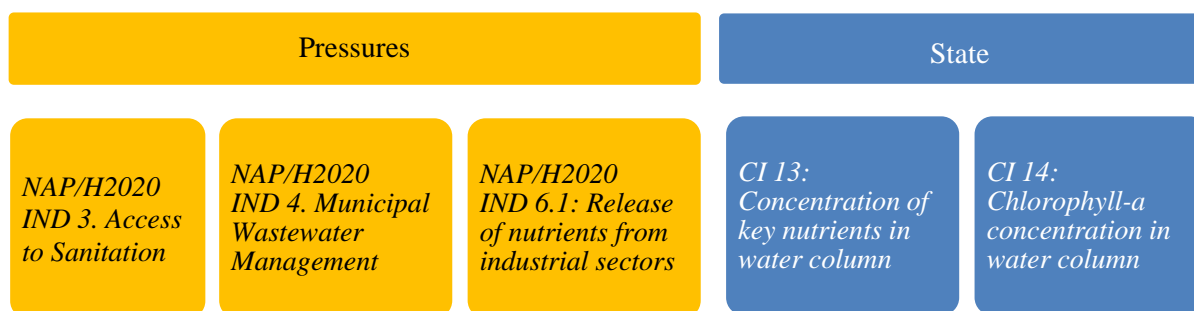 Pressures
State
NAP/H2020
IND 3. Access
to Sanitation
NAP/H2020
IND 4. Municipal
Wastewater
Management
NAP/H2020
IND 6.1: Release
of nutrients from
industrial sectors
CI 13:
Concentration of
key nutrients in
water column
CI 14:
Chlorophyll-a
concentration in
water column